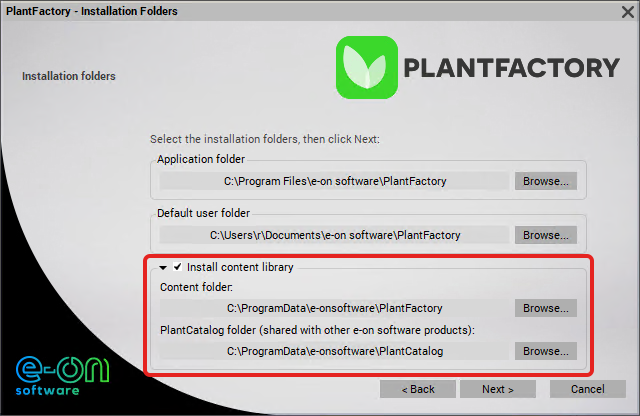 PlantFactory - Installation Folders
PLANTFACTORY
Installation folders
Select the installation folders, then click Next:
Application folder
C:\Program Files\e-on software\PlantFactory
Browse...
Default user folder
C:\Users\r\Documents\e-on software\PlantFactory
Browse...
Install content library
Content folder:
C:\ProgramData\e-onsoftware\PlantFactory
Browse...
PlantCatalog folder (shared with other e-on software products):
C:\ProgramData\e-onsoftware\PlantCatalog
Browse...
e-on
software
< Back
Next >
Cancel